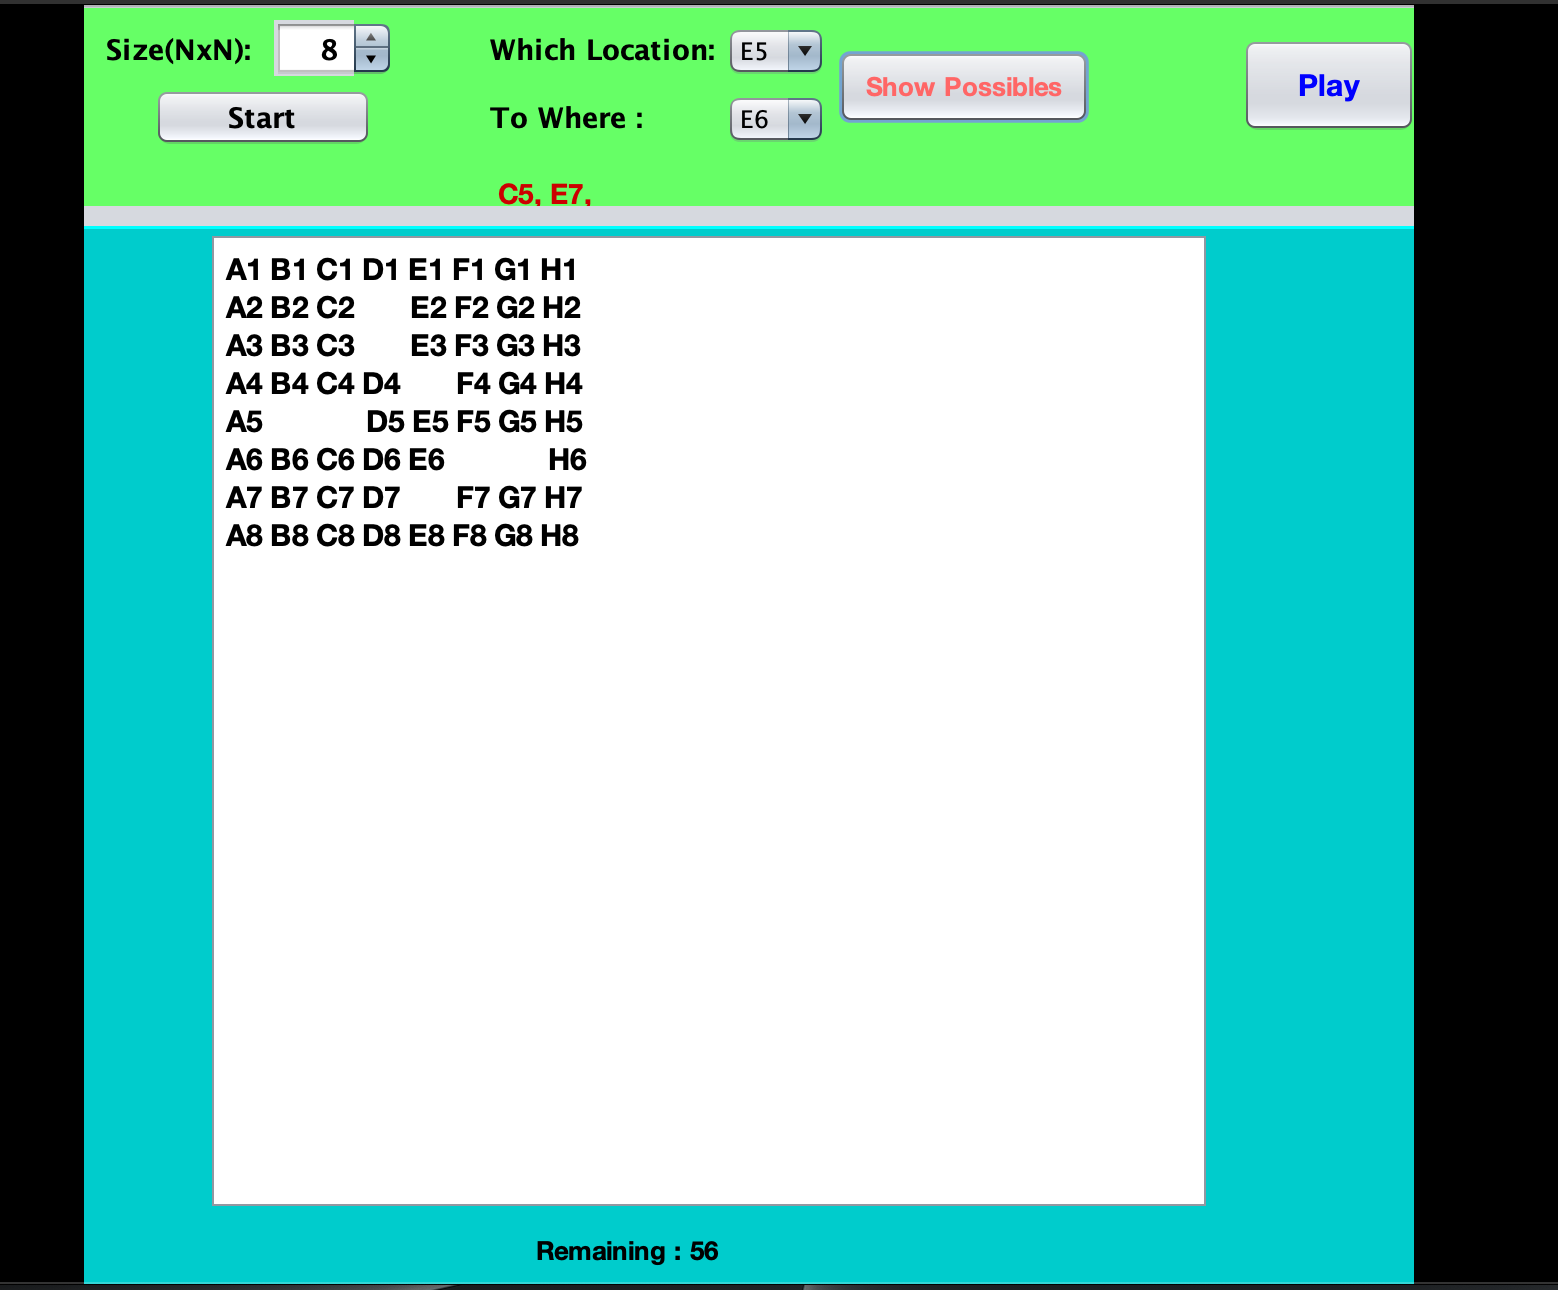 Size(NxN): 8 Which Location: E5
Show Possibles
Play
Start To Where : E6
C5, E7,
A1 B1 C1 D1 E1 F1 G1 H1
A2 B2 C2 E2 F2 G2 H2
A3 B3 C3 E3 F3 G3 H3
A4 B4 C4 D4 F4 G4 H4
A5 D5 E5 F5 G5 H5
A6 B6 C6 D6 E6 H6
A7 B7 C7 D7 F7 G7 H7
A8 B8 C8 D8 E8 F8 G8 H8
Remaining : 56